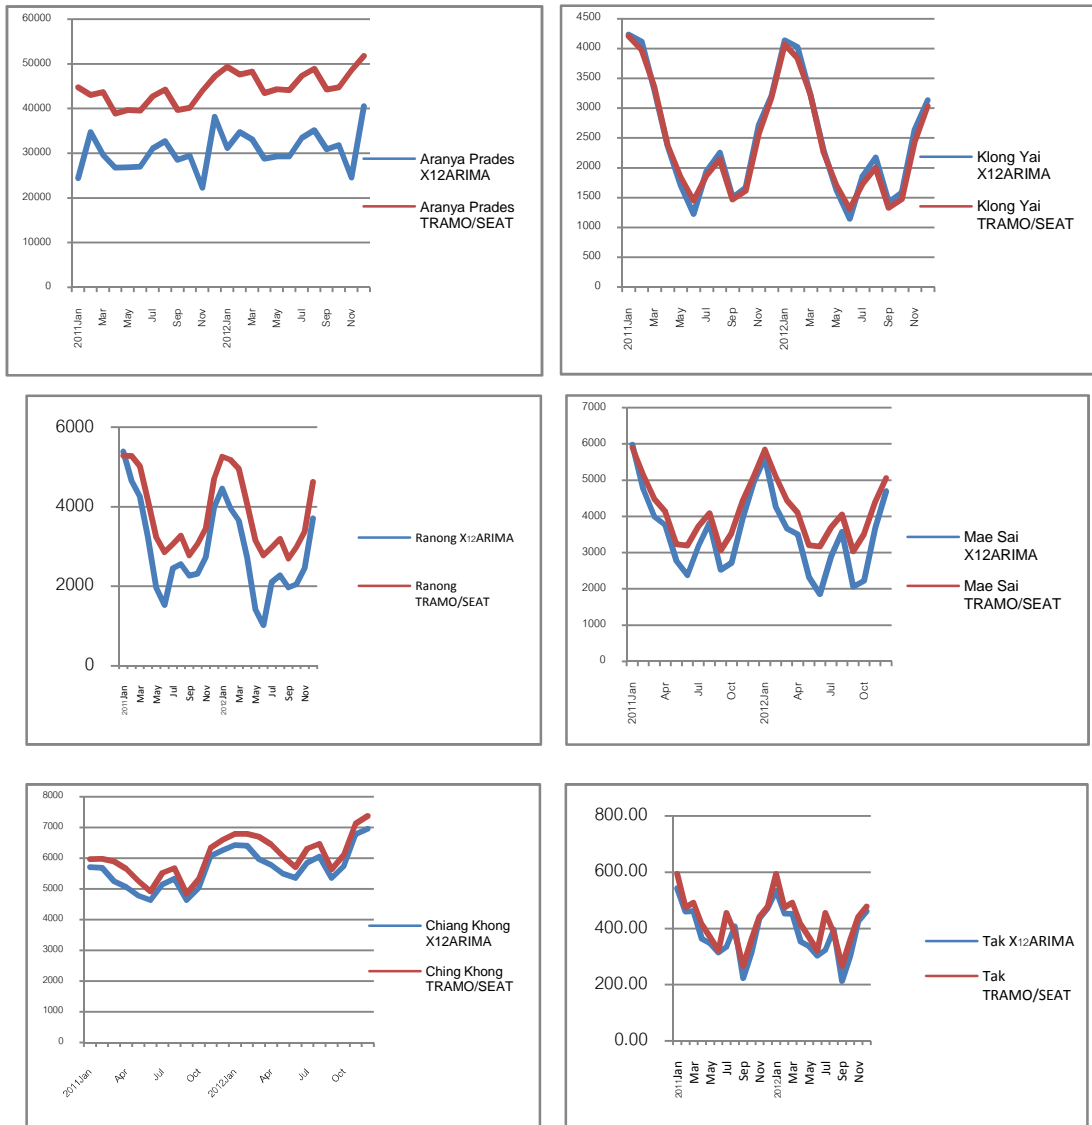 60000
50000
40000
30000
20000
10000
0
2011Jan
Mar
May
Jul
Sep
Nov
2012Jan
Mar
May
Jul
Sep
Nov
Aranya Prades
X12ARIMA
Aranya Prades
TRAMO/SEAT
4500
4000
3500
3000
2500
2000
1500
1000
500
0
2011Jan
Mar
May
Jul
Sep
Nov
2012Jan
Mar
May
Jul
Sep
Nov
Klong Yai
X12ARIMA
Klong Yai
TRAMO/SEAT
6000
4000
2000
0
2011Jan
Mar
May
Jul
Sep
Nov
2012Jan
Mar
May
Jul
Sep
Nov
Ranong X12ARIMA
Ranong
TRAMO/SEAT
7000
6000
5000
4000
3000
2000
1000
0
2011Jan
Apr
Jul
Oct
2012Jan
Apr
Jul
Oct
Mae Sai
X12ARIMA
Mae Sai
TRAMO/SEAT
8000
7000
6000
5000
4000
3000
2000
1000
0
2011Jan
Apr
Jul
Oct
2012Jan
Apr
Jul
Oct
Chiang Khong
X12ARIMA
Ching Khong
TRAMO/SEAT
800.00
600.00
400.00
200.00
0.00
2011Jan
Mar
May
Jul
Sep
Nov
2012Jan
Mar
May
Jul
Sep
Nov
Tak X12ARIMA
Tak
TRAMO/SEAT